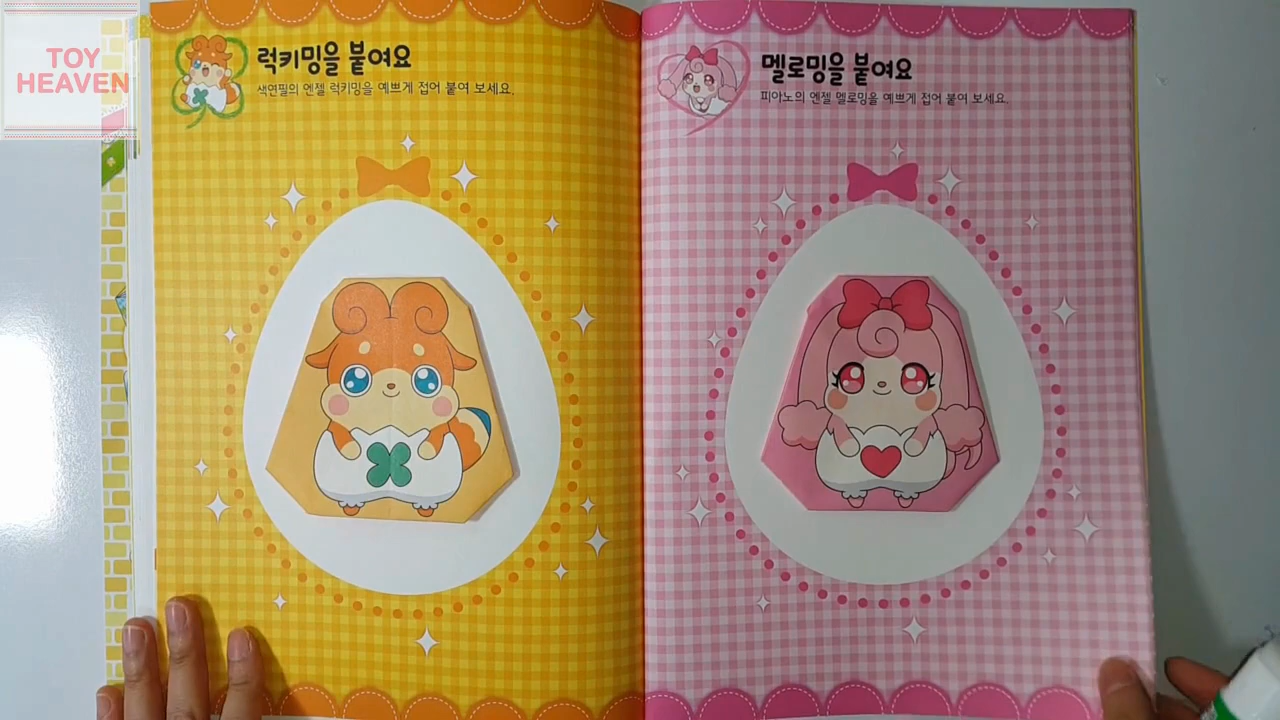 TOY
HEAVEN
럭키밍을 붙여요
색연필의 엔젤 럭키밍을 예쁘게 접어 붙여 보세요.
멜로밍을 붙여요
피아노의 엔젤 멜로밍을 예쁘게 접어 붙여 보세요.